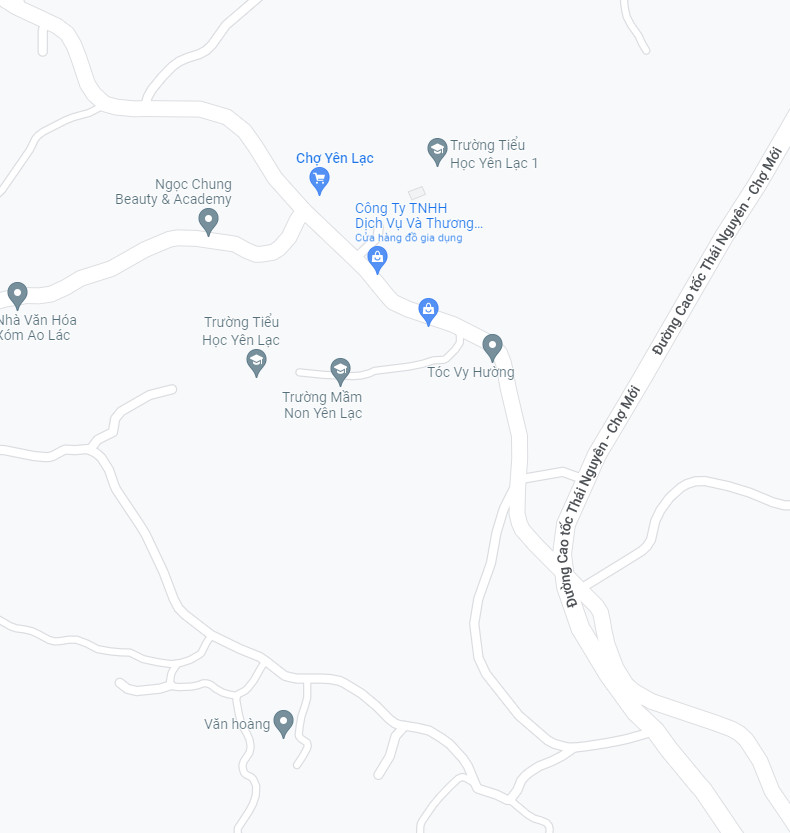 Trường Tiểu
Học Yên Lạc 1
Chợ Yên Lạc
Ngọc Chung
Beauty & Academy
Công Ty TNHH
Dịch Vụ Và Thương...
Cửa hàng đồ gia dụng
Đường Cao tốc Thái Nguyên - Chợ Mới
Nhà Văn Hóa
Xóm Ao Lác
Trường Tiểu
Học Yên Lạc
Tóc Vy Hường
Trường Mầm
Non Yên Lạc
Đường Cao tốc Thái Nguyên - Chợ Mới
Văn hoàng